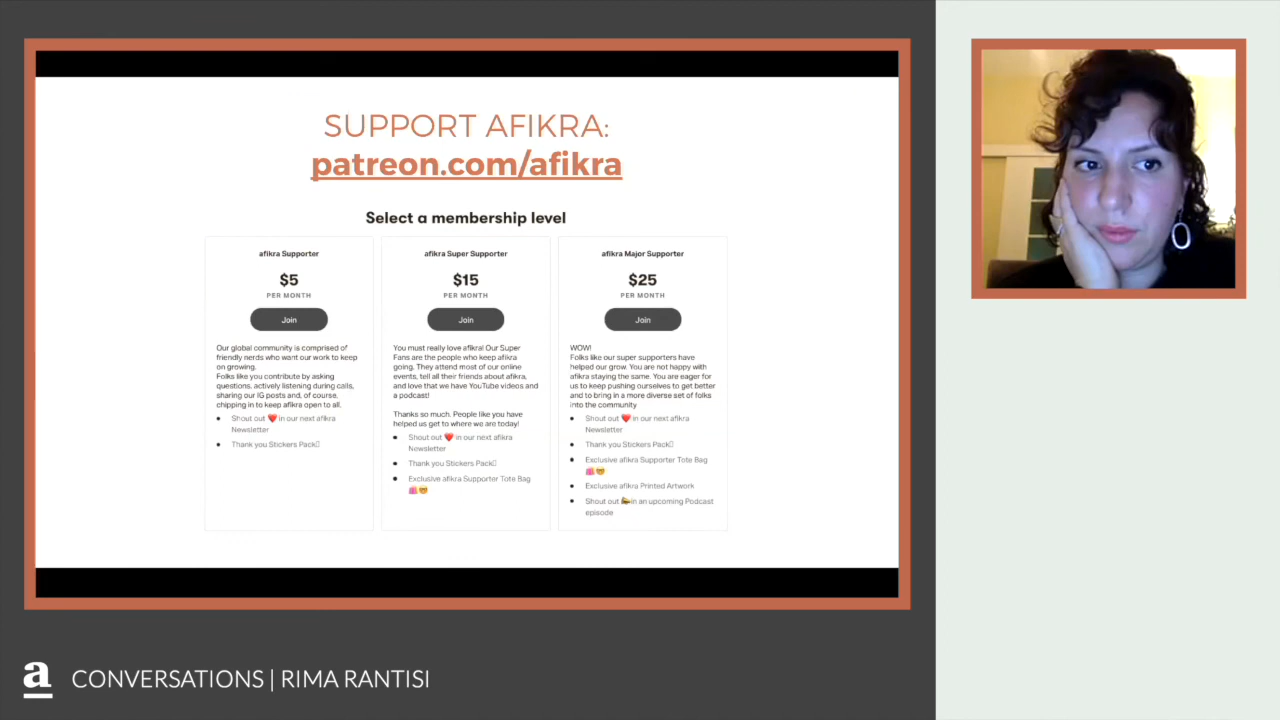 SUPPORT AFIKRA:
patreon.com/afikra
Select a membership level
afikra Supporter
$5
PER MONTH
Join
Our global community is comprised of
friendly nerds who want our work to keep
on growing.
Folks like you contribute by asking
questions, actively listening during calls,
sharing our IG posts and, of course,
chipping in to keep afikra open to all.
• Shout out ❤️ in our next afikra
Newsletter
• Thank you Stickers Pack
afikra Super Supporter
$15
PER MONTH
Join
You must really love afikra! Our Super
Fans are the people who keep afikra
going. They attend most of our online
events, tell all their friends about afikra,
and love that we have YouTube videos and
a podcast!
Thanks so much. People like you have
helped us get to where we are today!
• Shout out ❤️ in our next afikra
Newsletter
• Thank you Stickers Pack
• Exclusive afikra Supporter Tote Bag
afikra Major Supporter
$25
PER MONTH
Join
WOW!
Folks like our super supporters have
helped our grow. You are not happy with
afikra staying the same. You are eager for
us to keep pushing ourselves to get better
and to bring in a more diverse set of folks
into the community
• Shout out ❤️ in our next afikra
Newsletter
• Thank you Stickers Pack
• Exclusive afikra Supporter Tote Bag
• Exclusive afikra Printed Artwork
• Shout out in an upcoming Podcast
episode
a CONVERSATIONS | RIMA RANTISI